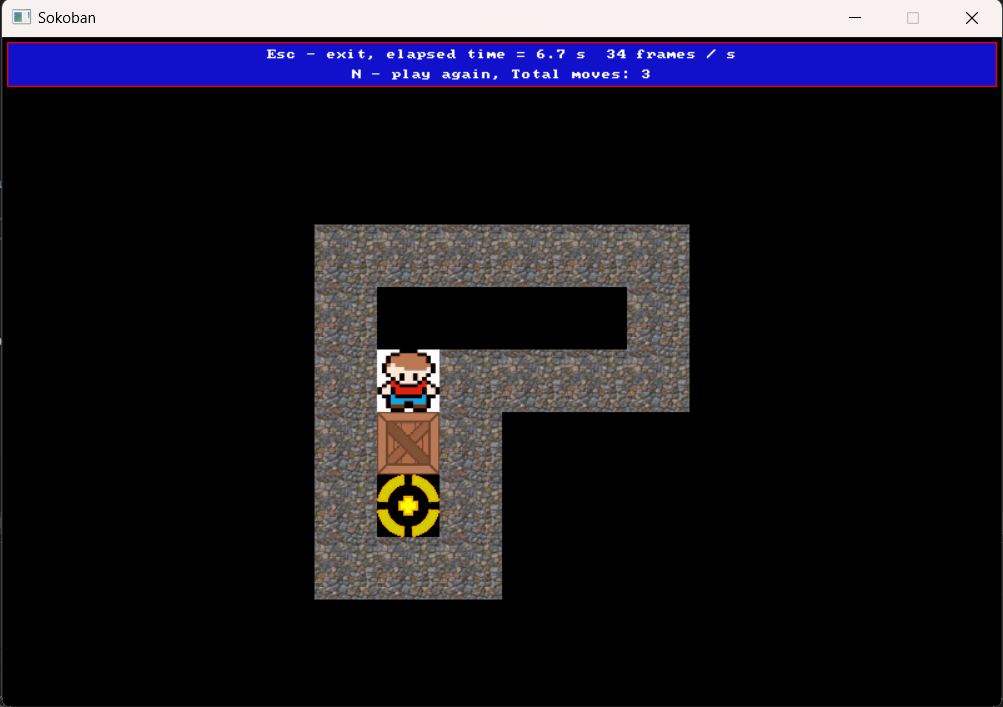 Sokoban
Esc - exit, elapsed time = 6.7 s  34 frames / s
N - play again, Total moves: 3